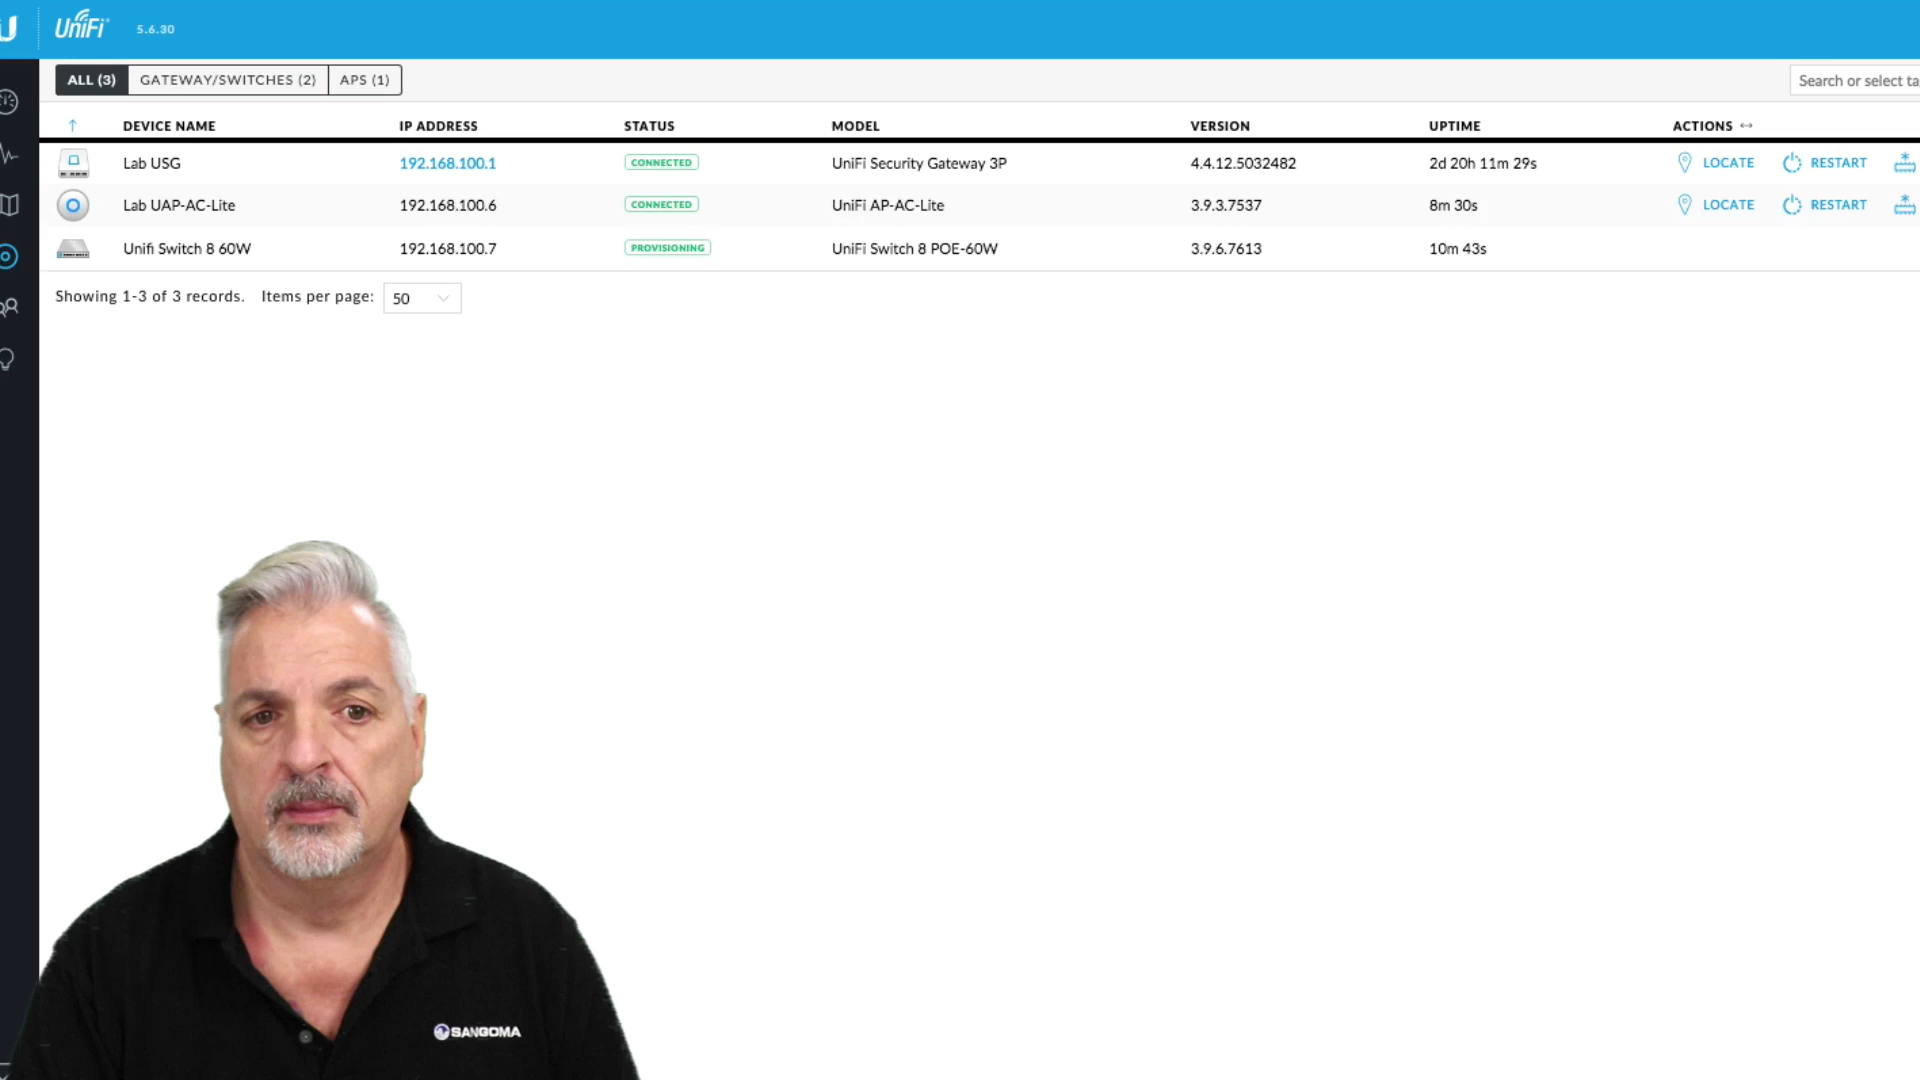 UniFi 5.6.30
ALL (3) GATEWAY/SWITCHES (2) APS (1) Search or select ta
DEVICE NAME IP ADDRESS STATUS MODEL VERSION UPTIME ACTIONS
Lab USG 192.168.100.1 CONNECTED UniFi Security Gateway 3P 4.4.12.5032482 2d 20h 11m 29s LOCATE RESTART
Lab UAP-AC-Lite 192.168.100.6 CONNECTED UniFi AP-AC-Lite 3.9.3.7537 8m 30s LOCATE RESTART
Unifi Switch 8 60W 192.168.100.7 PROVISIONING UniFi Switch 8 POE-60W 3.9.6.7613 10m 43s
Showing 1-3 of 3 records. Items per page: 50
SANGOMA